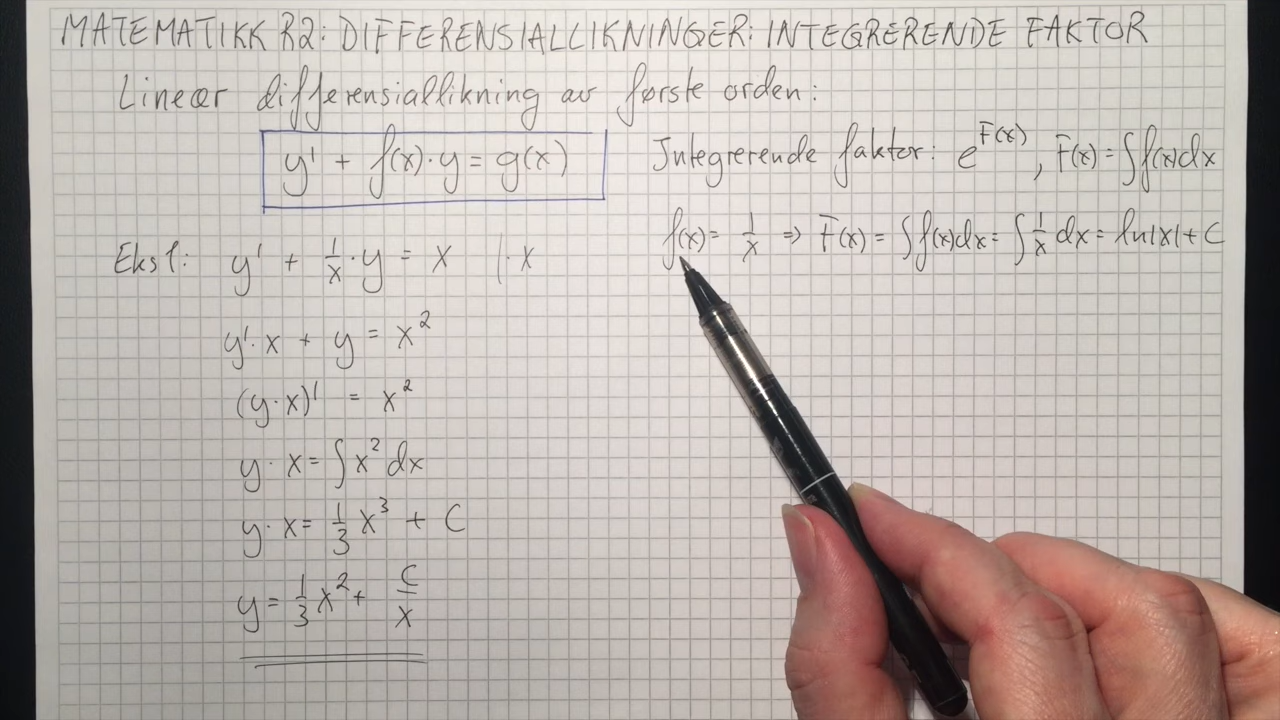 MATEMATIKK R2: DIFFERENSIALLIKNINGER: INTEGRERENDE FAKTOR
Lineær differensiallikning av første orden:
y' + f(x)·y = g(x)
Integrerende faktor: e^F(x), F(x) = ∫f(x)dx
f(x) = 1/x ⇒ F(x) = ∫f(x)dx = ∫1/x dx = ln|x| + C
Eks 1: y' + 1/x · y = x |· x
y'· x + y = x²
(y·x)' = x²
y· x = ∫x² dx
y· x = 1/3 x³ + C
y = 1/3 x² + C/x